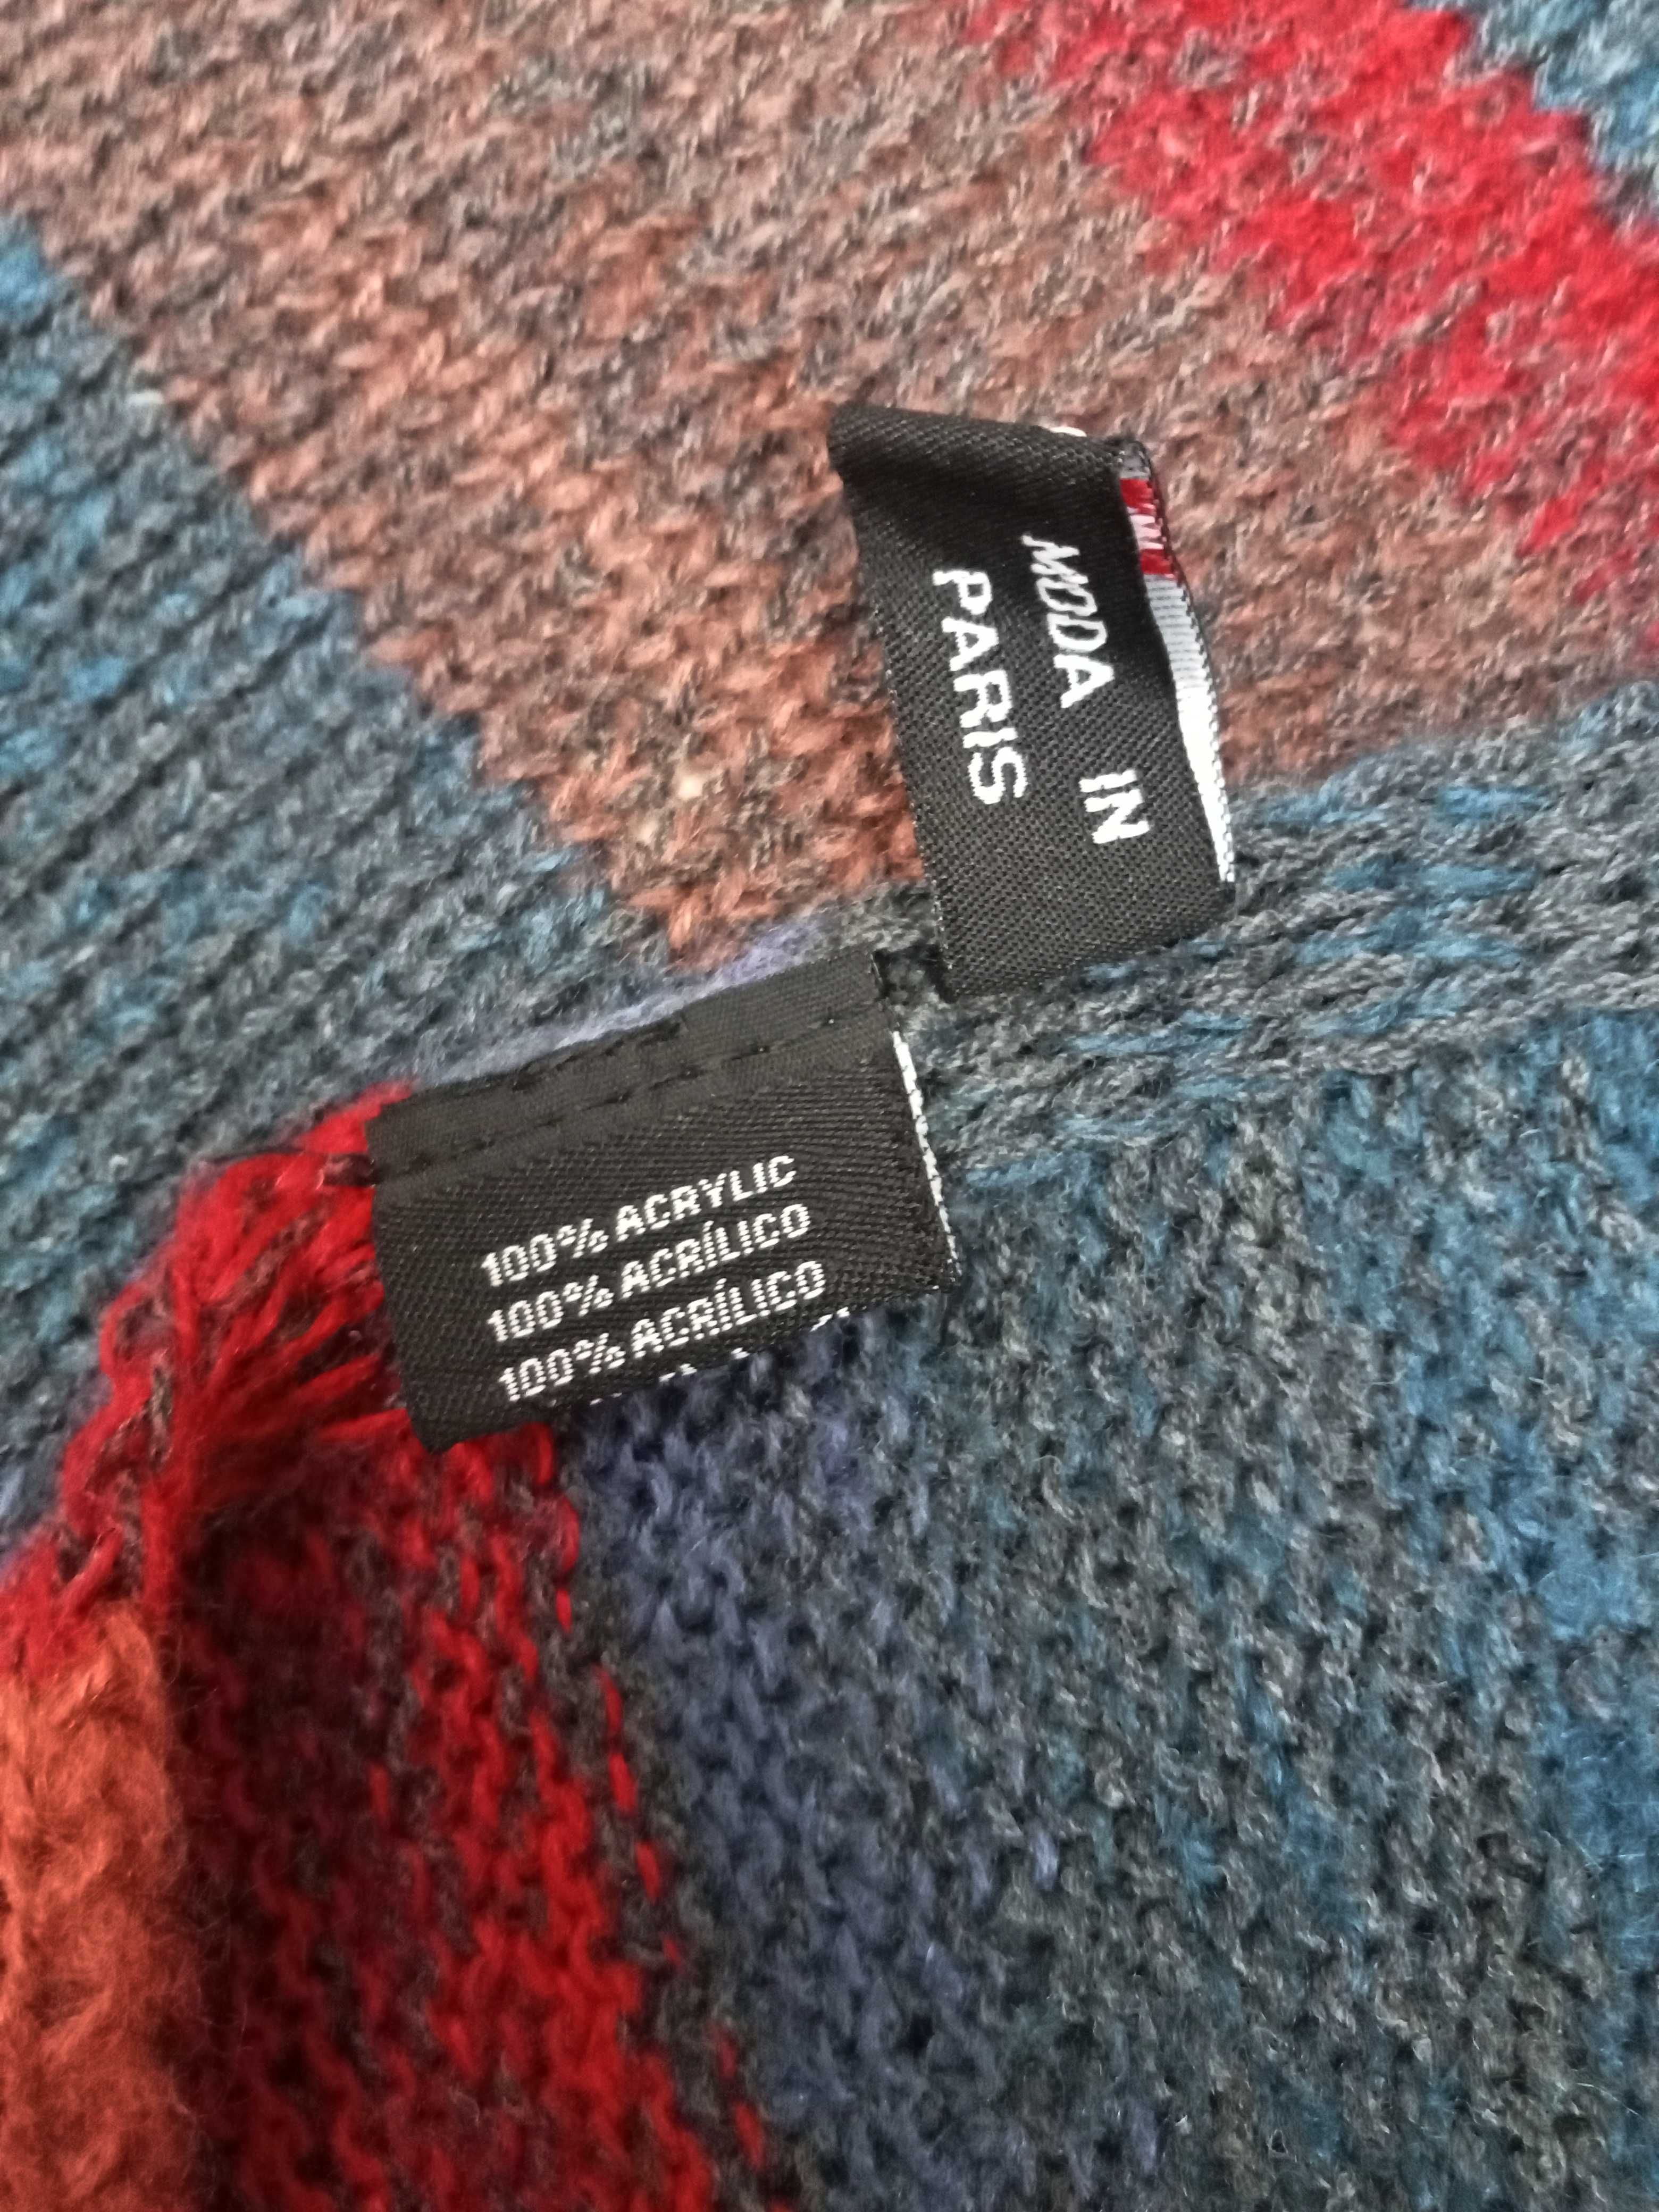 MODA IN
PARIS
100% ACRYLIC
100% ACRÍLICO
100% ACRÍLICO